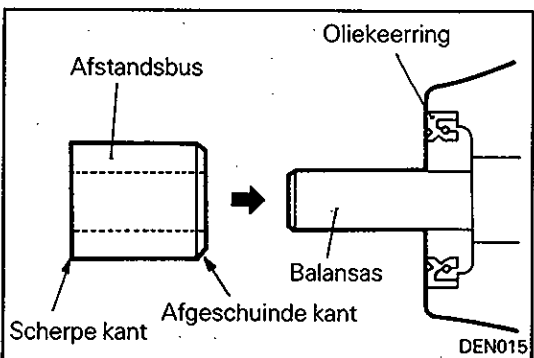 Oliekeerring
Afstandsbus
Balansas
Afgeschuinde kant
Scherpe kant
DEN015